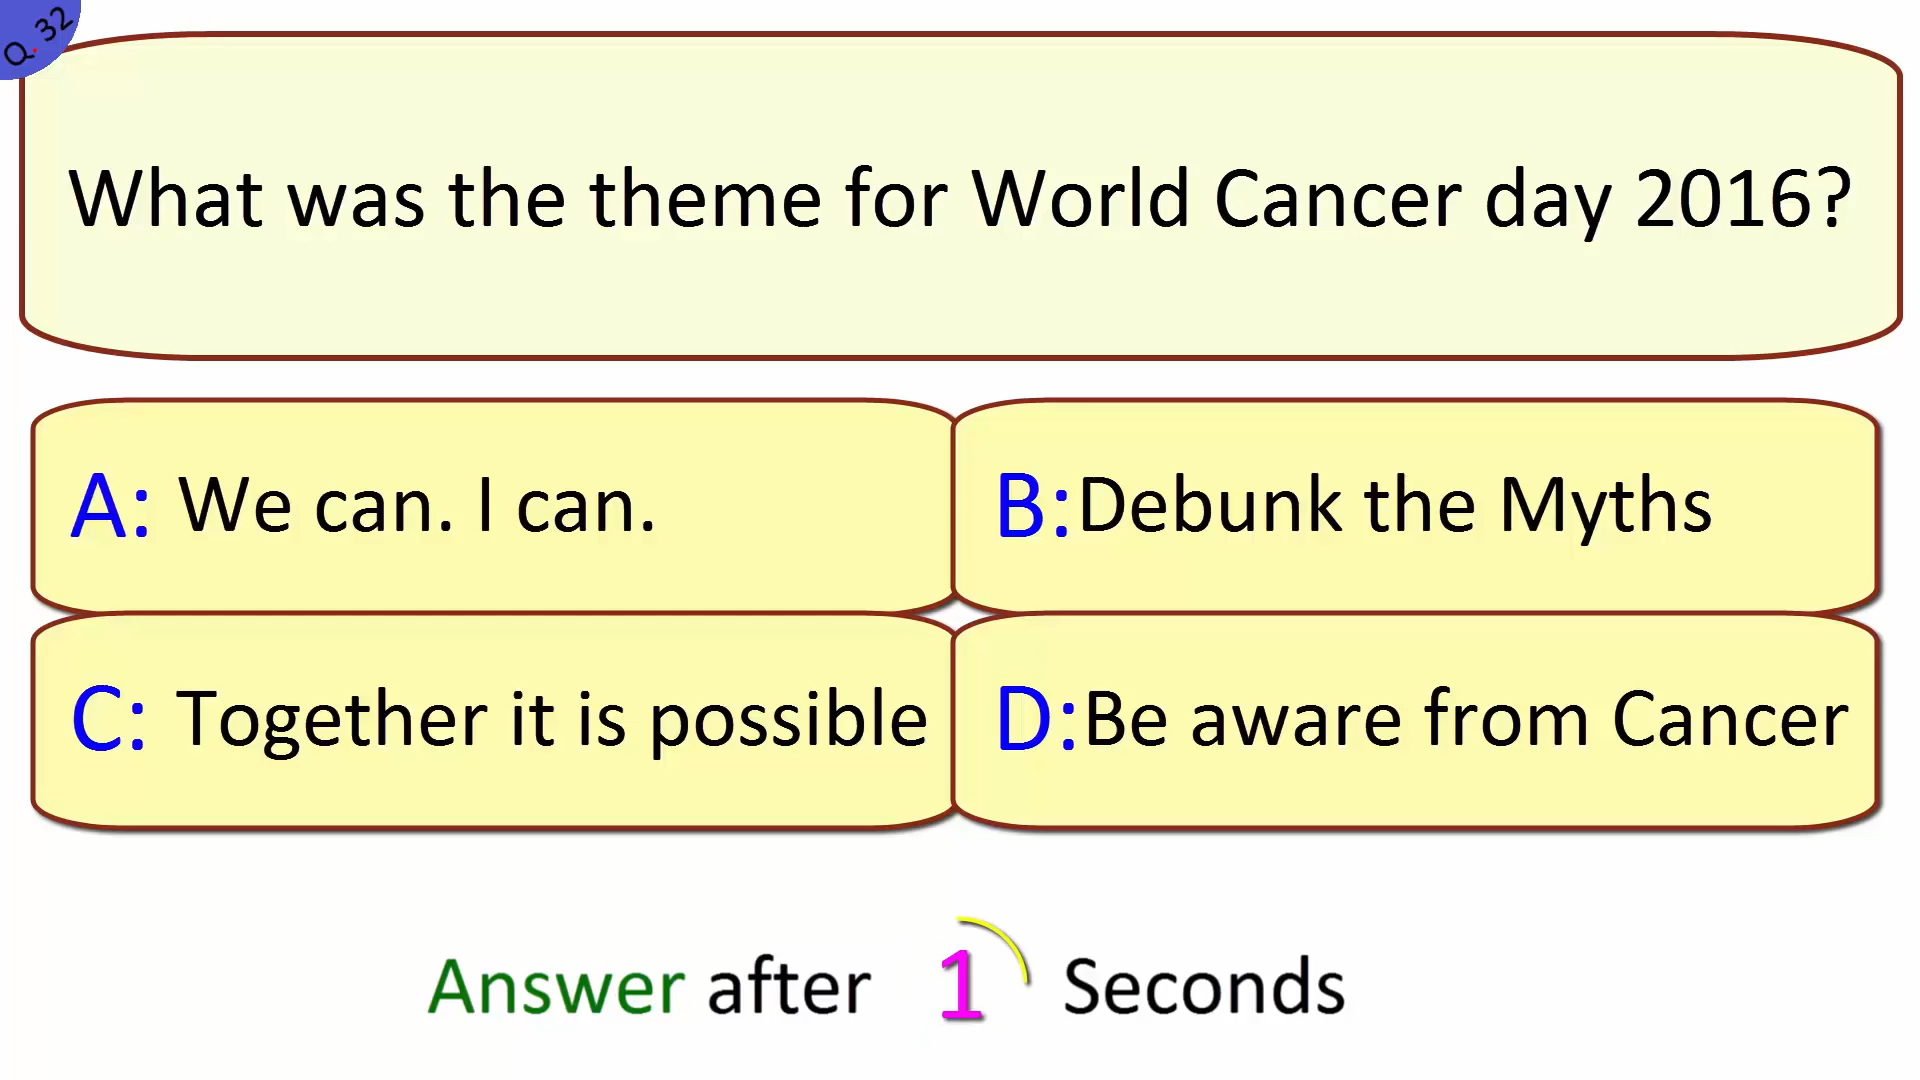 Q. 32
What was the theme for World Cancer day 2016?
A: We can. I can.
B: Debunk the Myths
C: Together it is possible
D: Be aware from Cancer
Answer after 1 Seconds